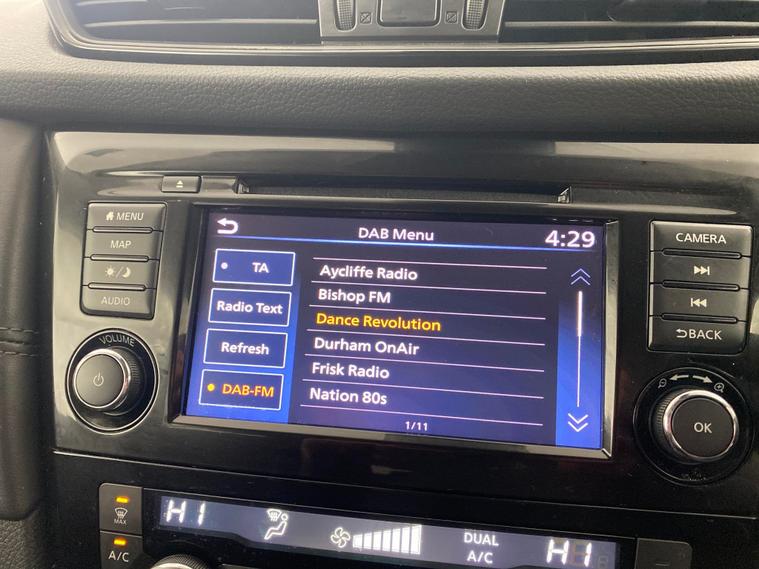 MENU
MAP
AUDIO
VOLUME
DAB Menu
4:29
TA
Radio Text
Refresh
DAB-FM
Aycliffe Radio
Bishop FM
Dance Revolution
Durham OnAir
Frisk Radio
Nation 80s
1/11
CAMERA
BACK
OK
MAX
A/C
HI
DUAL
A/C
HI